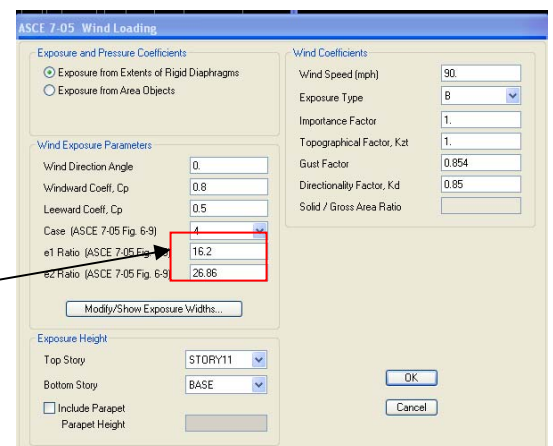 ASCE 7-05 Wind Loading
Exposure and Pressure Coefficients
Exposure from Extents of Rigid Diaphragms
Exposure from Area Objects
Wind Exposure Parameters
Wind Direction Angle 0.
Windward Coeff, Cp 0.8
Leeward Coeff, Cp 0.5
Case (ASCE 7-05 Fig. 6-9) 4
e1 Ratio (ASCE 7-05 Fig. 16.2
e2 Ratio (ASCE 7-05 Fig. 6-9) 26.86
Modify/Show Exposure Widths...
Exposure Height
Top Story STORY11
Bottom Story BASE
Include Parapet
Parapet Height
Wind Coefficients
Wind Speed (mph) 90.
Exposure Type B
Importance Factor 1.
Topographical Factor, Kzt 1.
Gust Factor 0.854
Directionality Factor, Kd 0.85
Solid / Gross Area Ratio
OK
Cancel